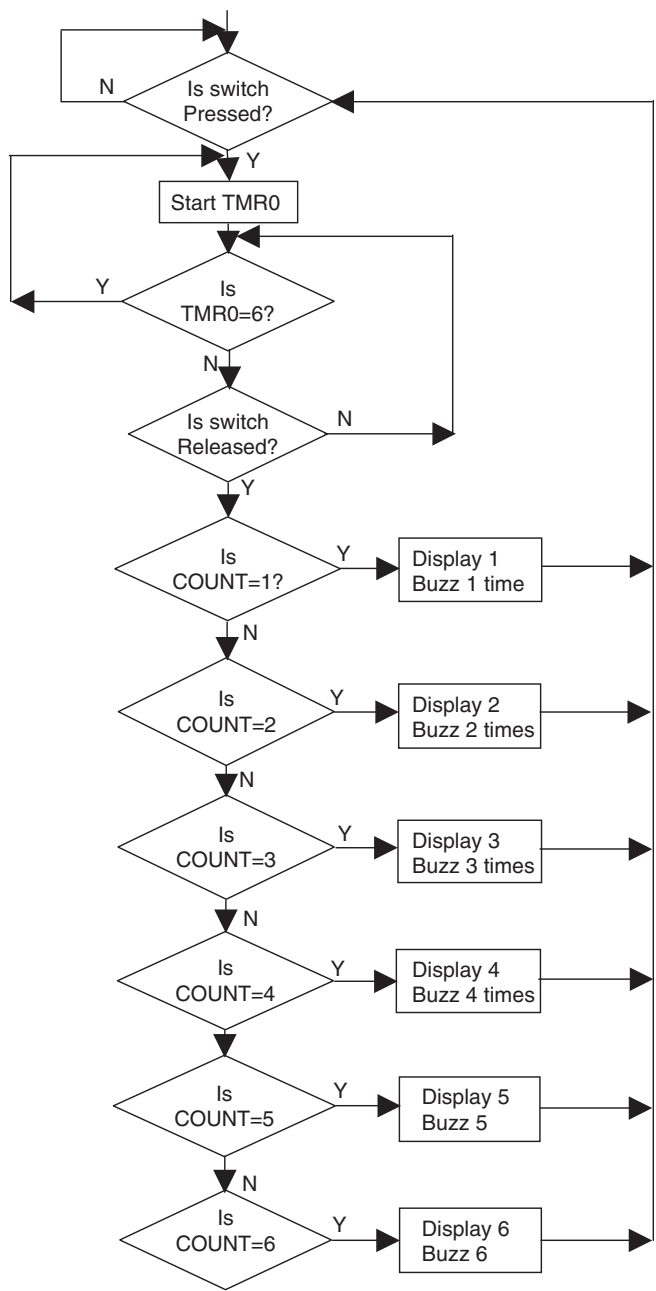 N
Is switch
Pressed?
Y
Start TMR0
Y
Is
TMR0=6?
N
Is switch
Released?
N
Y
Is
COUNT=1?
Y
Display 1
Buzz 1 time
N
Is
COUNT=2
Y
Display 2
Buzz 2 times
N
Is
COUNT=3
Y
Display 3
Buzz 3 times
N
Is
COUNT=4
Y
Display 4
Buzz 4 times
Is
COUNT=5
Y
Display 5
Buzz 5
N
Is
COUNT=6
Y
Display 6
Buzz 6